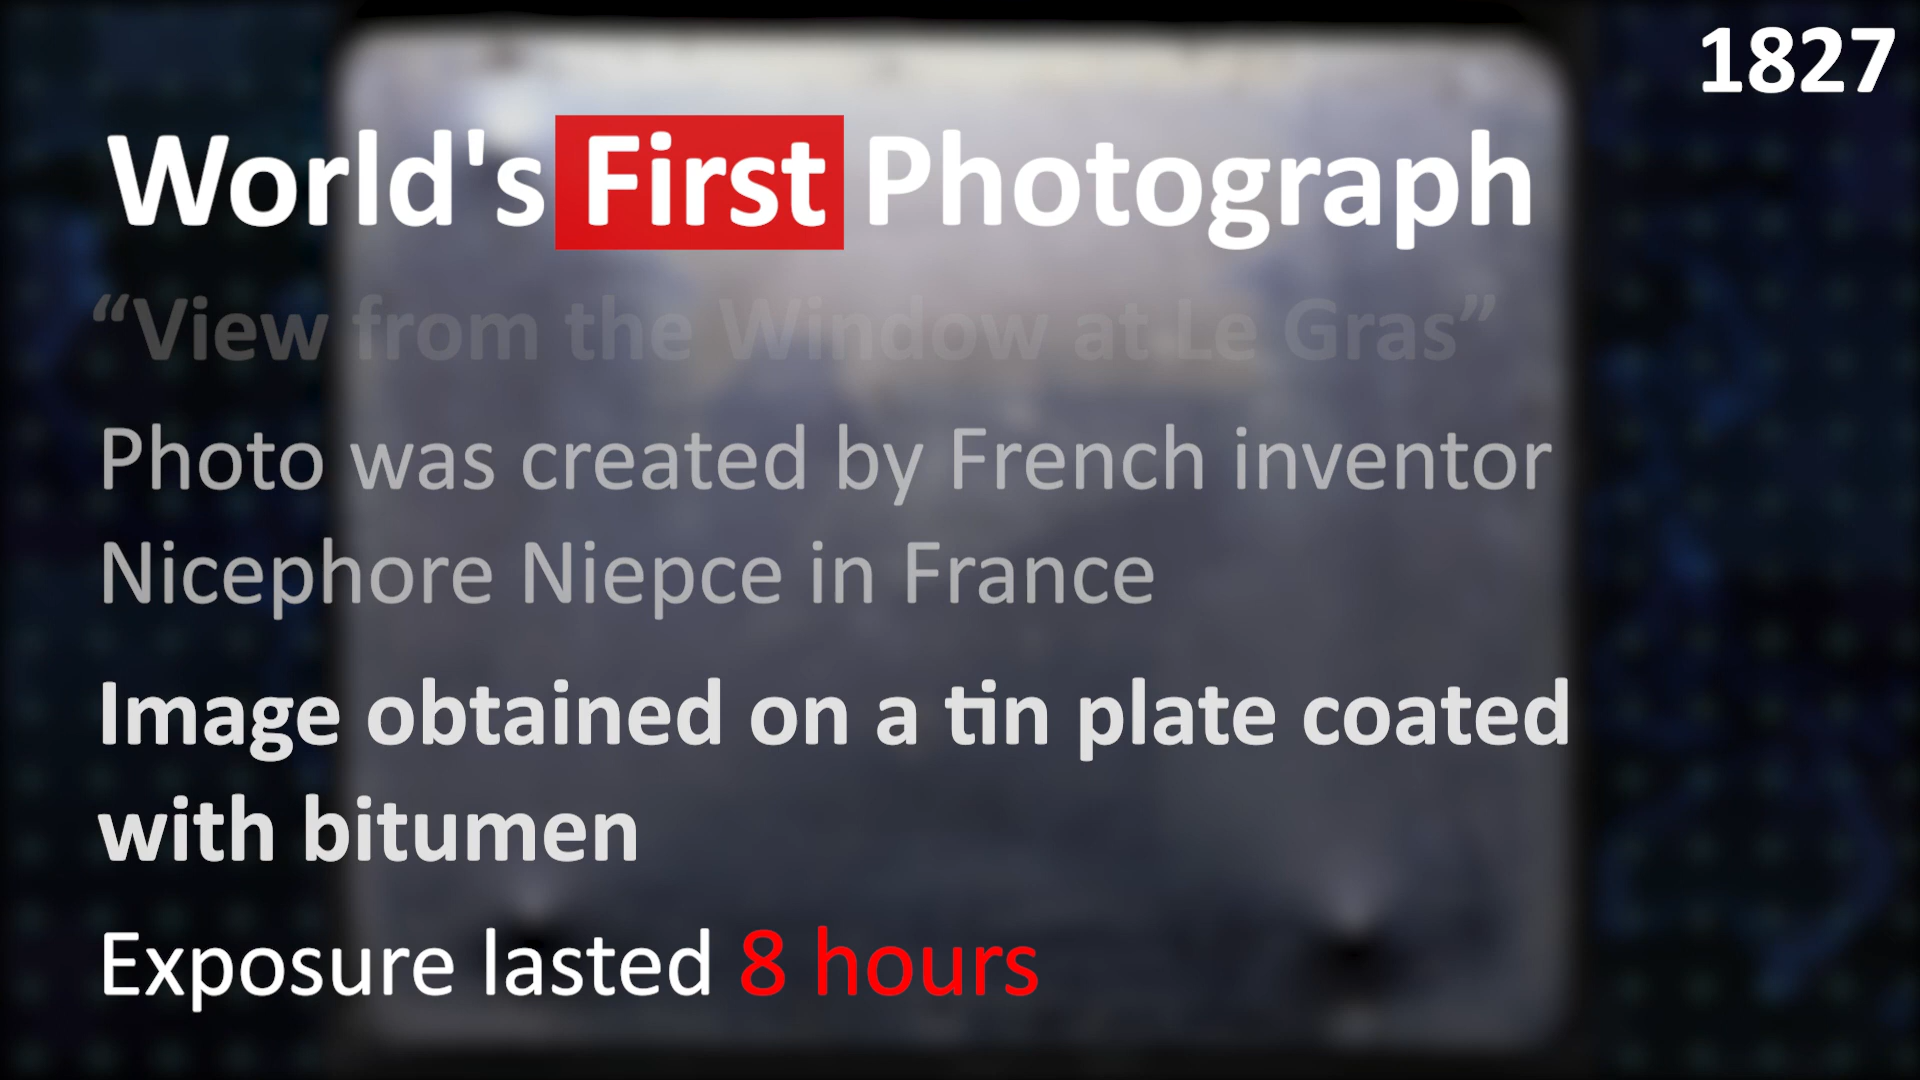 1827
World's First Photograph
“View from the Window at Le Gras”
Photo was created by French inventor
Nicephore Niepce in France
Image obtained on a tin plate coated
with bitumen
Exposure lasted 8 hours